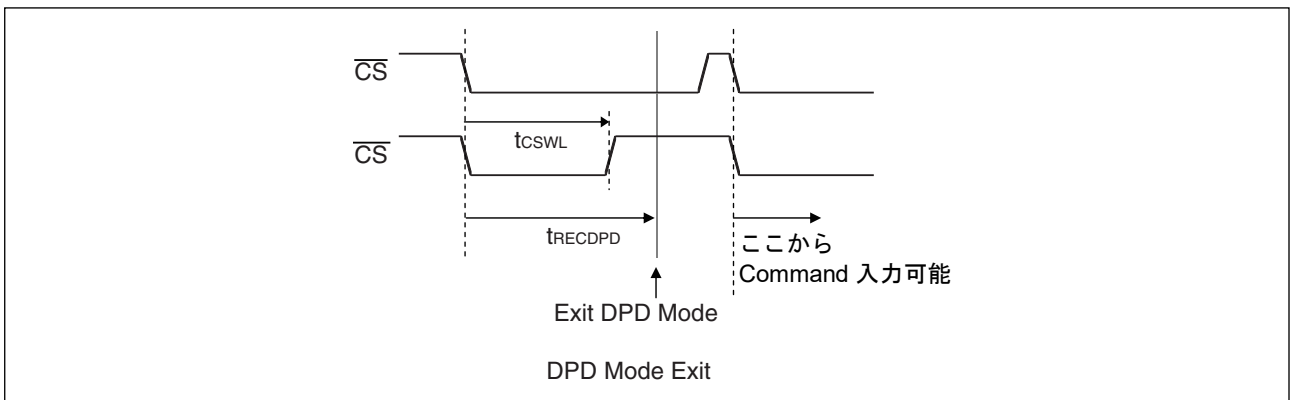 CS
tCSWL
CS
tRECDPD
ここから
Command 入力可能
Exit DPD Mode
DPD Mode Exit